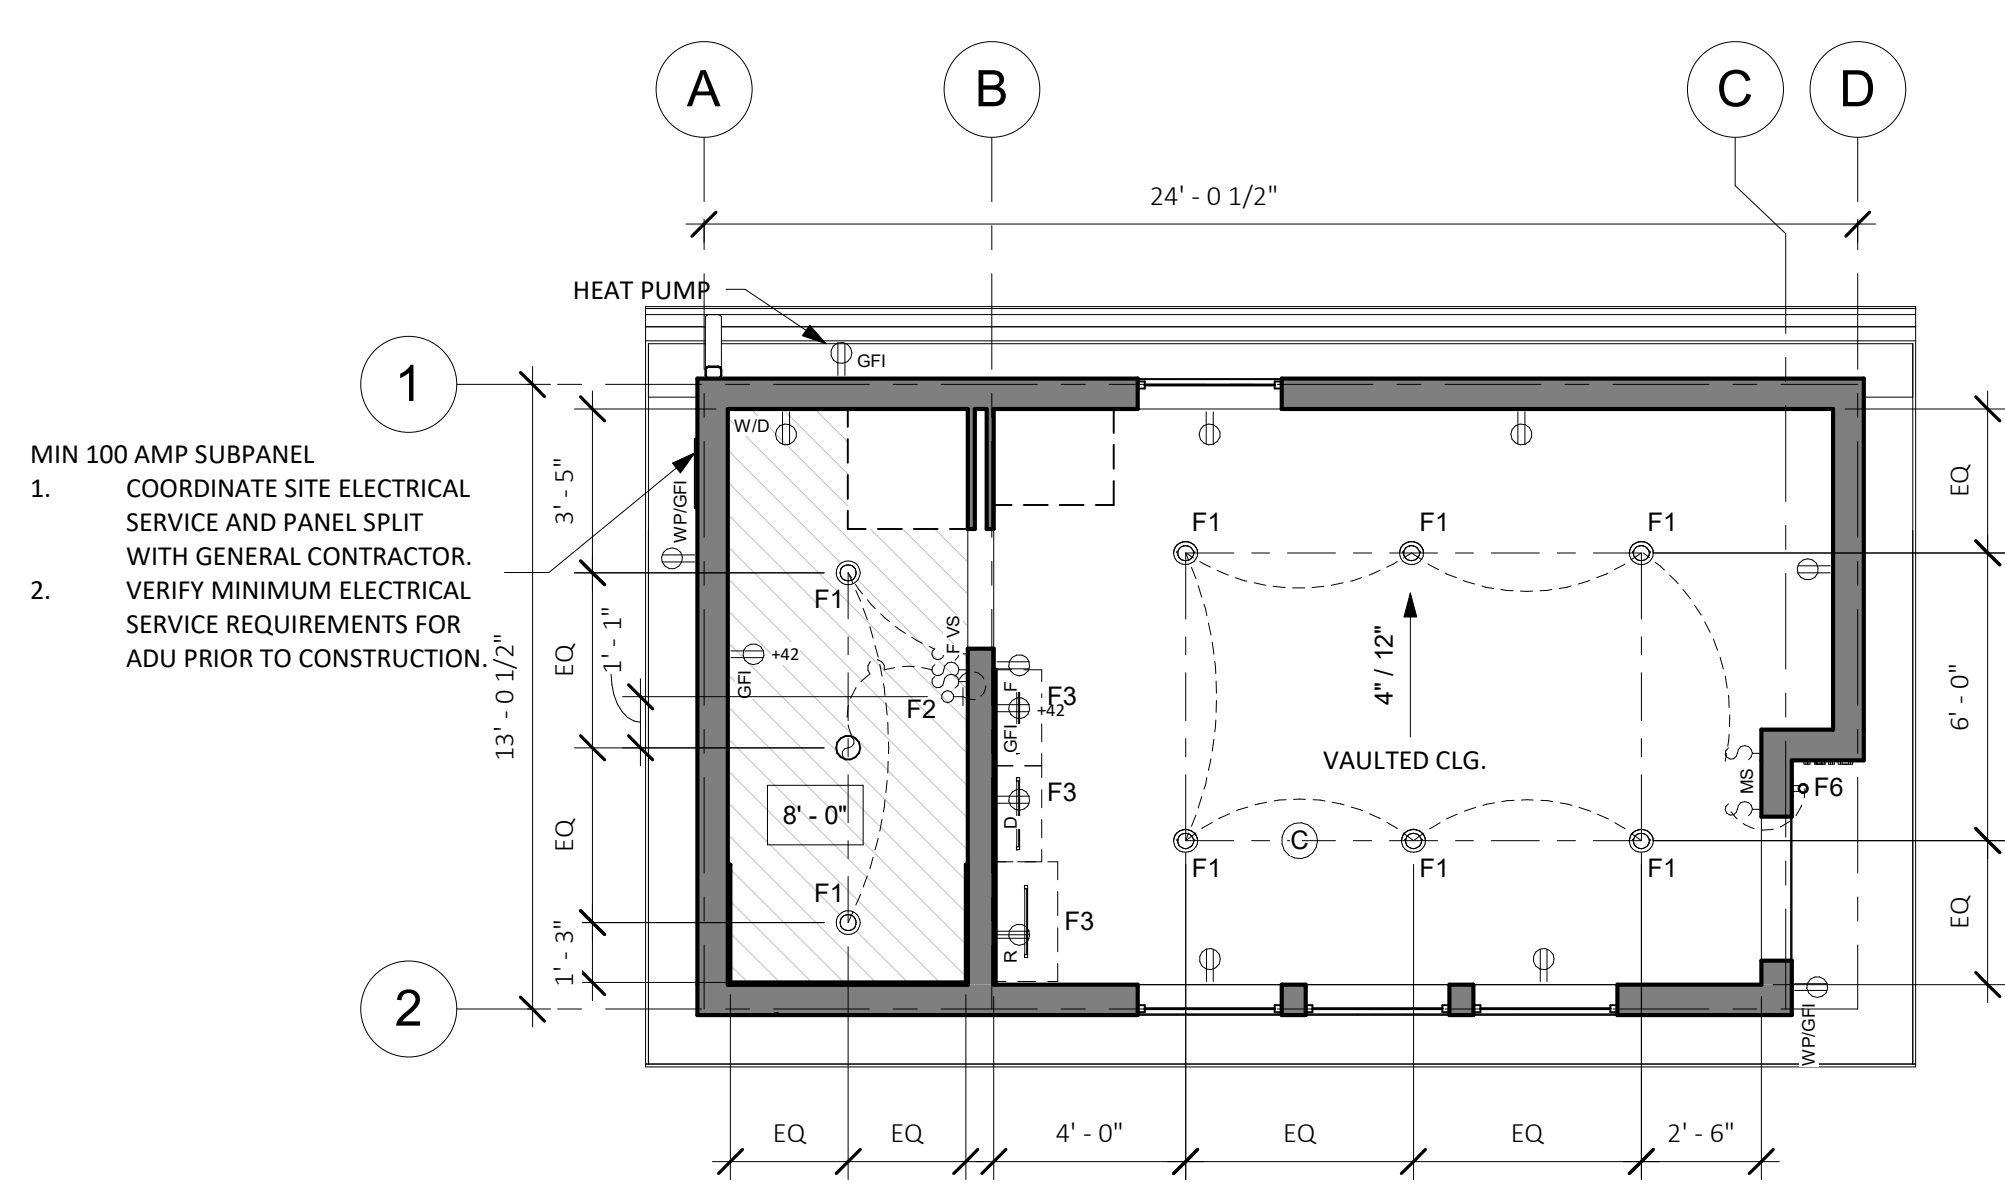 A B C D
24' - 0 1/2"
HEAT PUMP
GFI
1
W/D
MIN 100 AMP SUBPANEL
1. COORDINATE SITE ELECTRICAL
SERVICE AND PANEL SPLIT
WITH GENERAL CONTRACTOR.
2. VERIFY MINIMUM ELECTRICAL
SERVICE REQUIREMENTS FOR
ADU PRIOR TO CONSTRUCTION.
3' - 5"
WP/GFI
EQ
F1 F1 F1
F1
EQ
1' - 1"
13' - 0 1/2"
VS
F
+42
GFI
F2
F
F3
+42
GFI
4" / 12"
6' - 0"
VAULTED CLG.
MS
F6
F3
D
8' - 0"
EQ
C
F1 F1 F1
F1
F3
R
EQ
1' - 3"
2
WP/GFI
EQ EQ 4' - 0" EQ EQ 2' - 6"